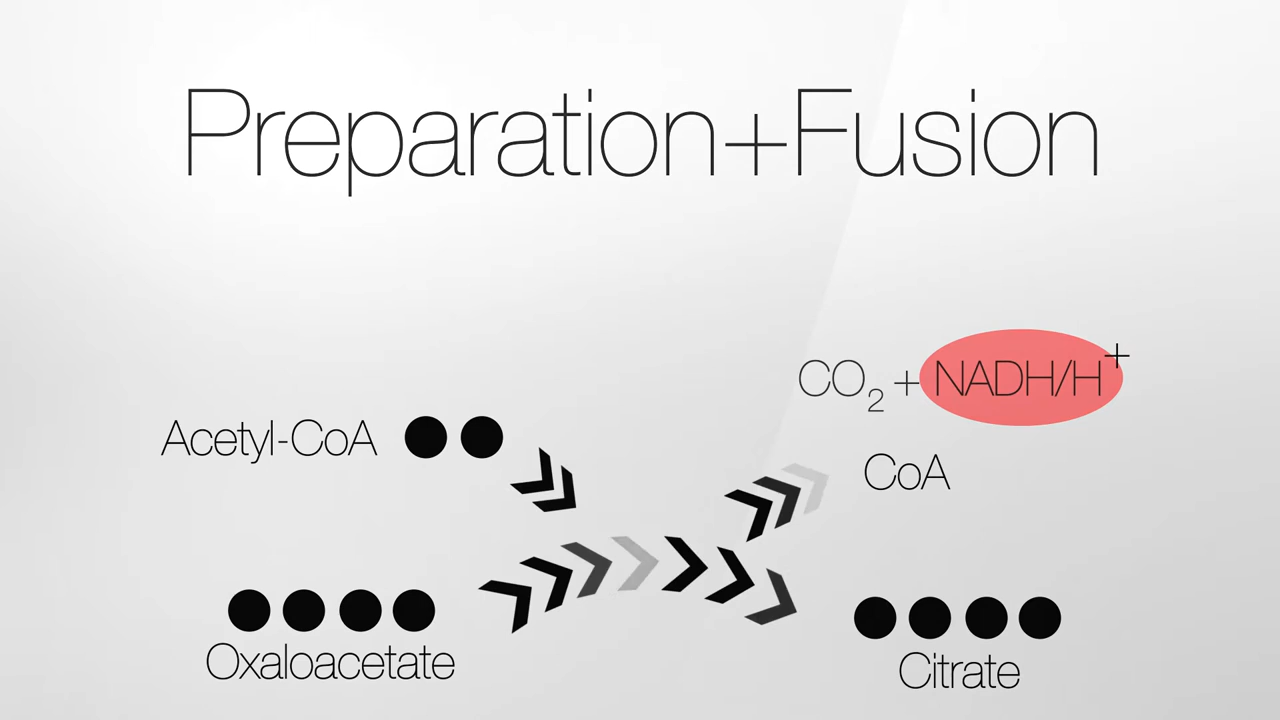 Preparation+Fusion
CO₂ + NADH/H⁺
Acetyl-CoA
CoA
Oxaloacetate
Citrate